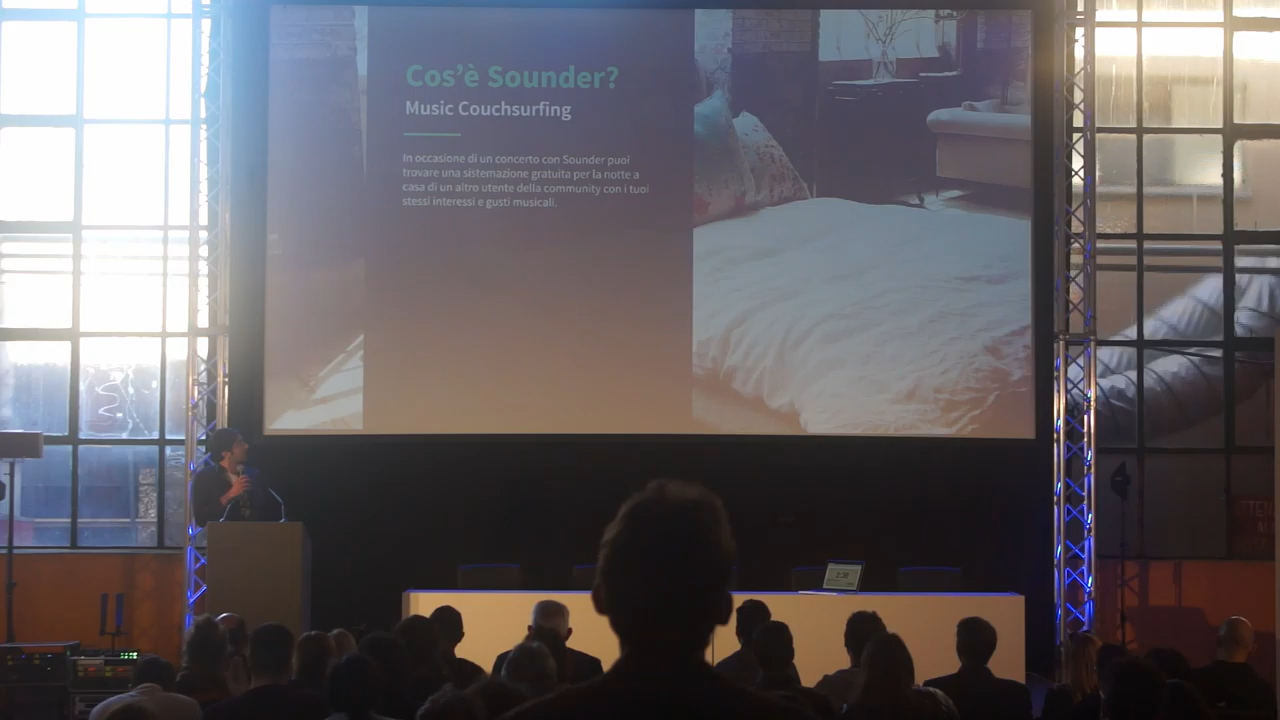 Cos'è Sounder?
Music Couchsurfing
In occasione di un concerto con Sounder puoi
trovare una sistemazione gratuita per la notte a
casa di un altro utente della community con i tuoi
stessi interessi e gusti musicali.